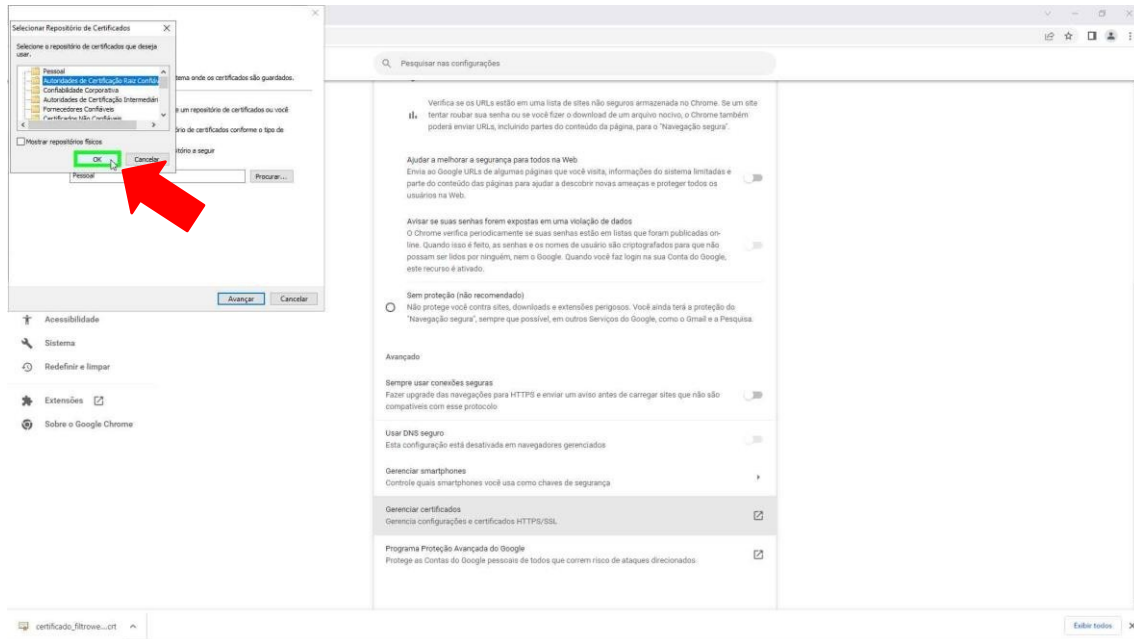 Selecionar Repositório de Certificados
Selecione o repositório de certificados que deseja
usar.
Pessoal
Autoridades de Certificação Raiz Confiáv
Confiabilidade Corporativa
Autoridades de Certificação Intermediári
Fornecedores Confiáveis
Certificados Não Confiáveis
Mostrar repositórios físicos
OK
Cancelar
tema onde os certificados são guardados.
e um repositório de certificados ou você
ório de certificados conforme o tipo de
sitório a seguir
Pessoal
Procurar...
Avançar
Cancelar
Acessibilidade
Sistema
Redefinir e limpar
Extensões
Sobre o Google Chrome
Pesquisar nas configurações
Verifica se os URLs estão em uma lista de sites não seguros armazenada no Chrome. Se um site
tentar roubar sua senha ou se você fizer o download de um arquivo nocivo, o Chrome também
poderá enviar URLs, incluindo partes do conteúdo da página, para o "Navegação segura".
Ajudar a melhorar a segurança para todos na Web
Envia ao Google URLs de algumas páginas que você visita, informações do sistema limitadas e
parte do conteúdo das páginas para ajudar a descobrir novas ameaças e proteger todos os
usuários na Web.
Avisar se suas senhas forem expostas em uma violação de dados
O Chrome verifica periodicamente se suas senhas estão em listas que foram publicadas on-
line. Quando isso é feito, as senhas e os nomes de usuário são criptografados para que não
possam ser lidos por ninguém, nem o Google. Quando você faz login na sua Conta do Google,
este recurso é ativado.
Sem proteção (não recomendado)
Não protege você contra sites, downloads e extensões perigosos. Você ainda terá a proteção do
"Navegação segura", sempre que possível, em outros Serviços do Google, como o Gmail e a Pesquisa.
Avançado
Sempre usar conexões seguras
Fazer upgrade das navegações para HTTPS e enviar um aviso antes de carregar sites que não são
compatíveis com esse protocolo
Usar DNS seguro
Esta configuração está desativada em navegadores gerenciados
Gerenciar smartphones
Controle quais smartphones você usa como chaves de segurança
Gerenciar certificados
Gerencia configurações e certificados HTTPS/SSL
Programa Proteção Avançada do Google
Protege as Contas do Google pessoais de todos que correm risco de ataques direcionados
certificado_filtrowe....crt
Exibir todos